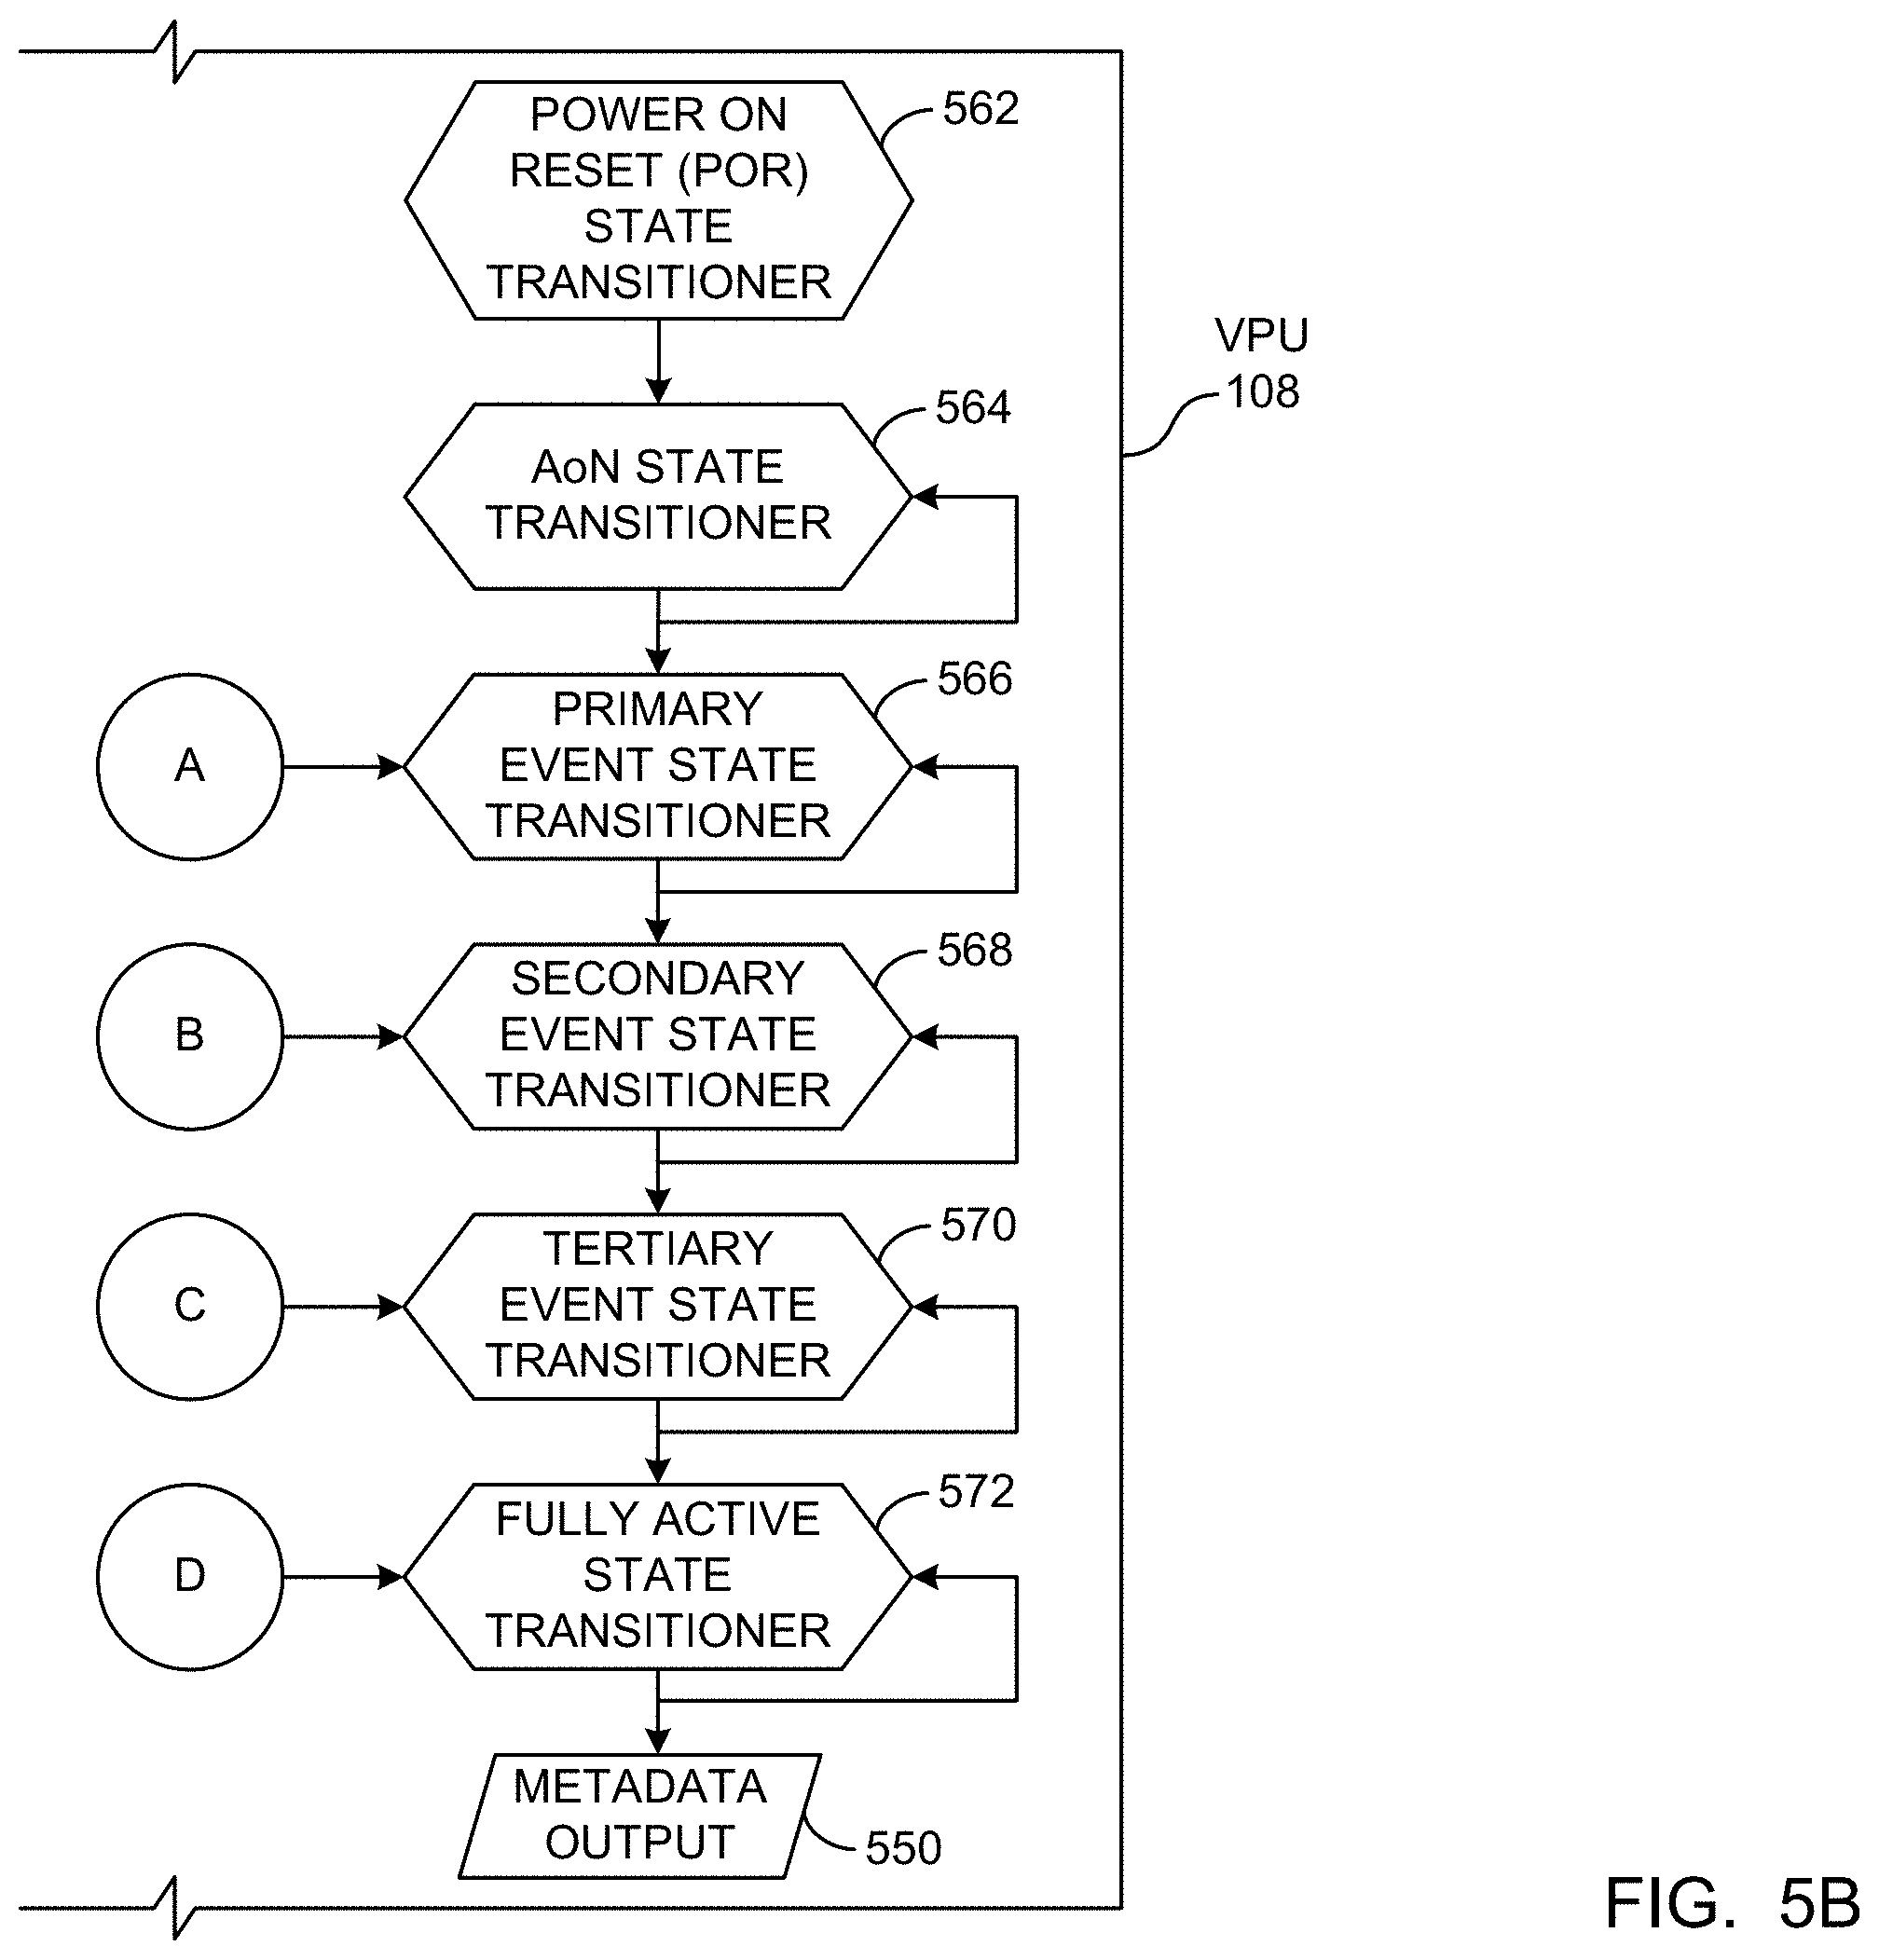 POWER ON
RESET (POR)
STATE
TRANSITIONER
562
VPU
108
AoN STATE
TRANSITIONER
564
A
PRIMARY
EVENT STATE
TRANSITIONER
566
B
SECONDARY
EVENT STATE
TRANSITIONER
568
C
TERTIARY
EVENT STATE
TRANSITIONER
570
D
FULLY ACTIVE
STATE
TRANSITIONER
572
METADATA
OUTPUT
550
FIG. 5B